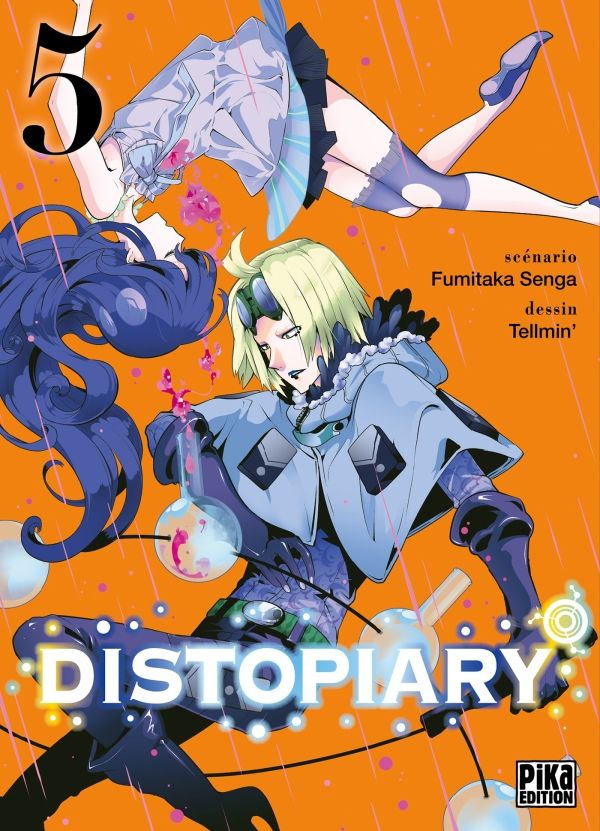 5
scénario
Fumitaka Senga
dessin
Tellmin'
DISTOPIARY
PiKa
EDITION